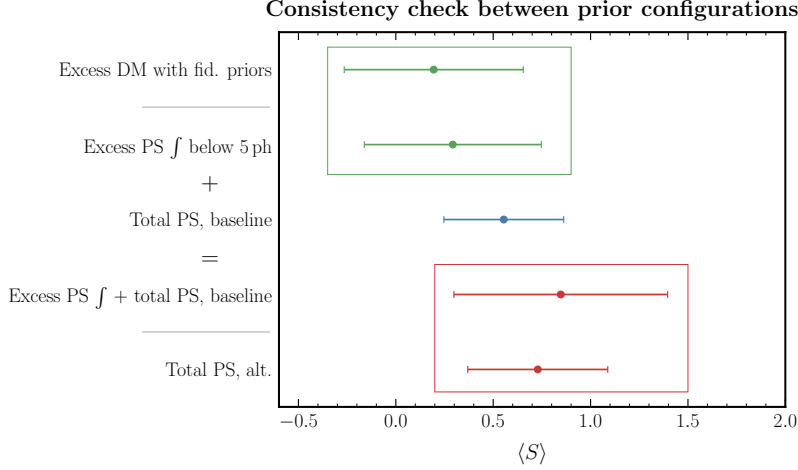 Consistency check between prior configurations
Excess DM with fid. priors
Excess PS ∫ below 5 ph
+
Total PS, baseline
=
Excess PS ∫ + total PS, baseline
Total PS, alt.
−0.5 0.0 0.5 1.0 1.5 2.0
⟨S⟩